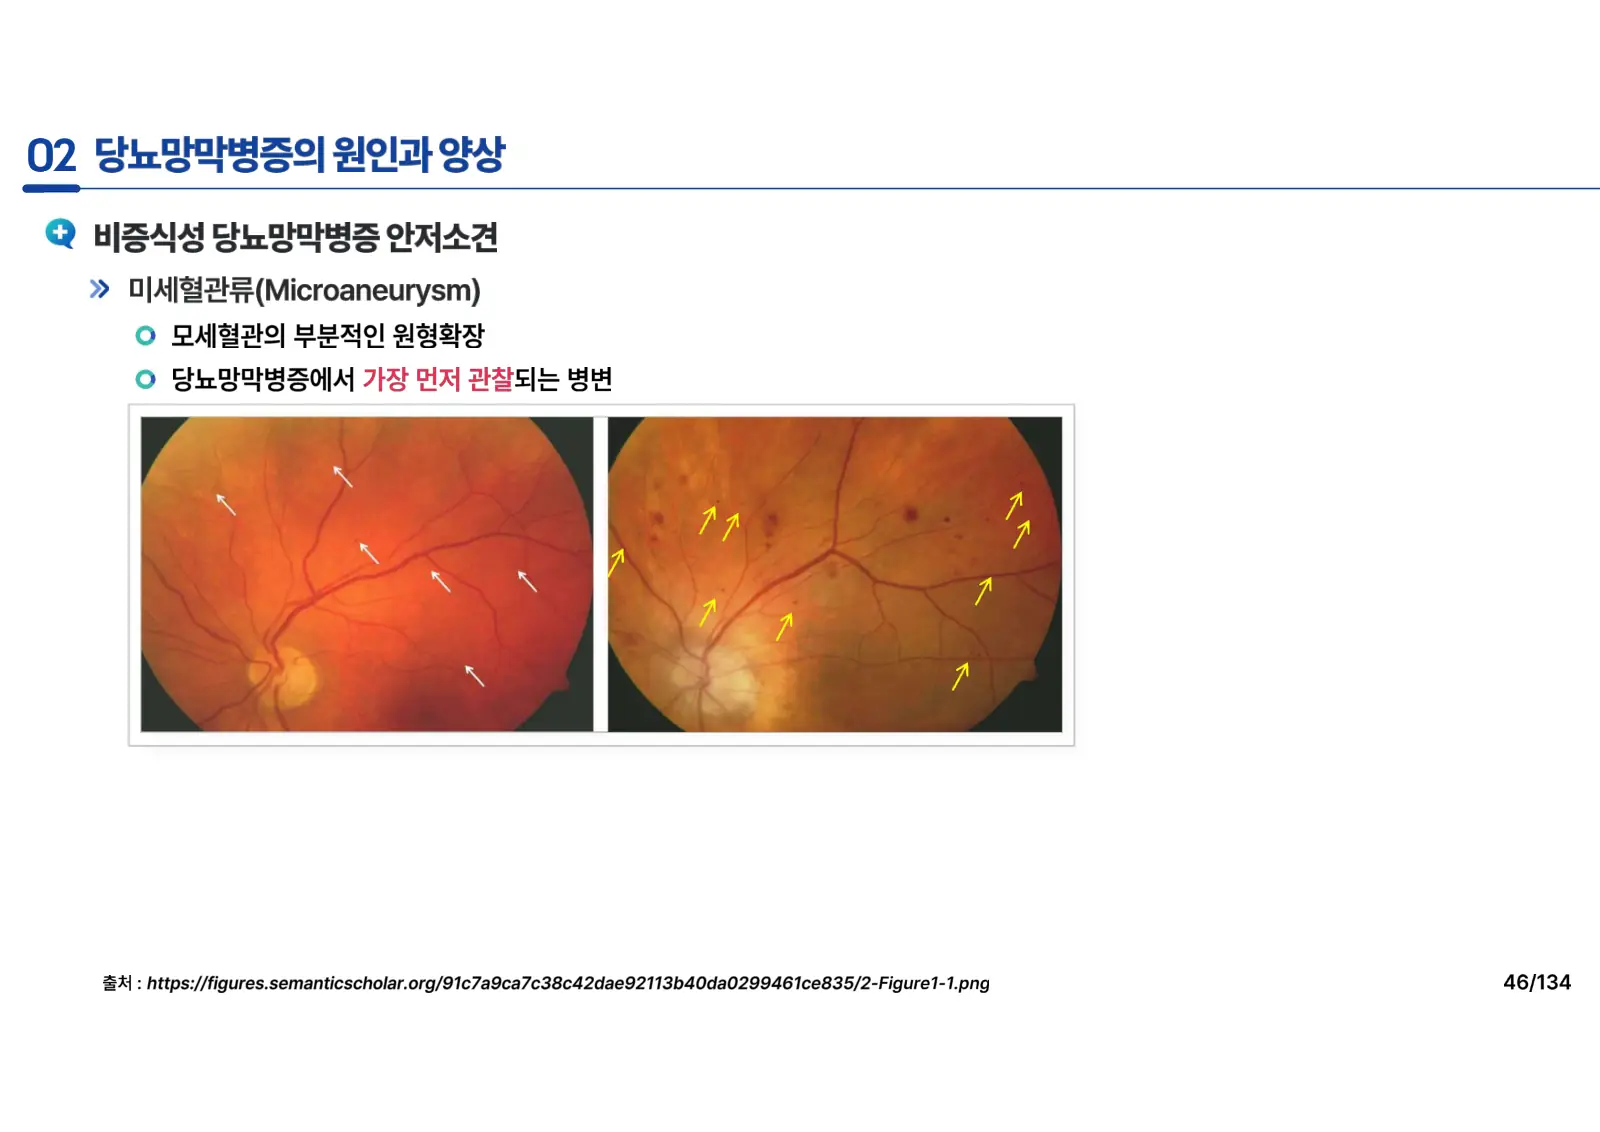 02 당뇨망막병증의 원인과 양상
비증식성 당뇨망막병증 안저소견
미세혈관류(Microaneurysm)
모세혈관의 부분적인 원형확장
당뇨망막병증에서 가장 먼저 관찰되는 병변
출처 : https://figures.semanticscholar.org/91c7a9ca7c38c42dae92113b40da0299461ce835/2-Figure1-1.png
46/134